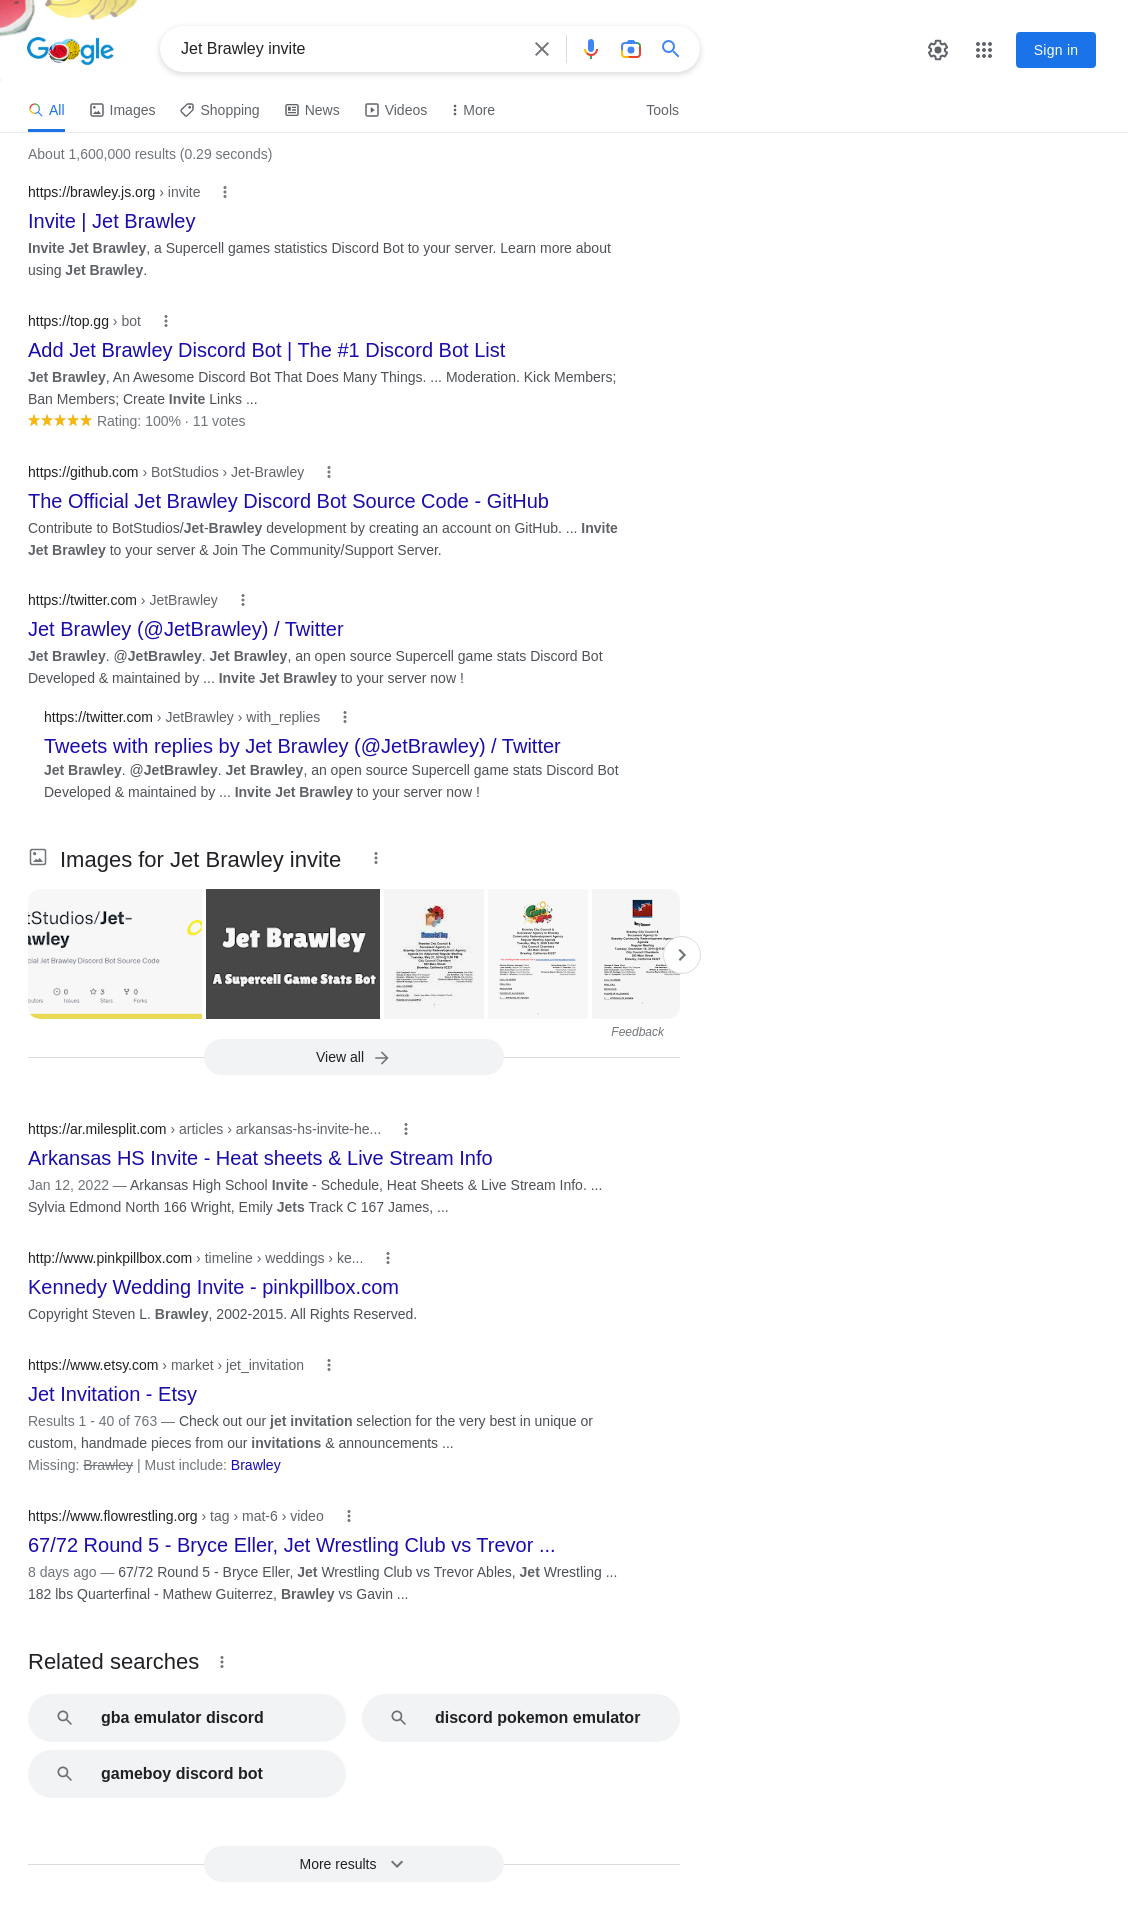 Google
Jet Brawley invite
Sign in
All
Images
Shopping
News
Videos
More
Tools
About 1,600,000 results (0.29 seconds)
https://brawley.js.org › invite
Invite | Jet Brawley
Invite Jet Brawley, a Supercell games statistics Discord Bot to your server. Learn more about
using Jet Brawley.
https://top.gg › bot
Add Jet Brawley Discord Bot | The #1 Discord Bot List
Jet Brawley, An Awesome Discord Bot That Does Many Things. ... Moderation. Kick Members;
Ban Members; Create Invite Links ...
Rating: 100% · 11 votes
https://github.com › BotStudios › Jet-Brawley
The Official Jet Brawley Discord Bot Source Code - GitHub
Contribute to BotStudios/Jet-Brawley development by creating an account on GitHub. ... Invite
Jet Brawley to your server & Join The Community/Support Server.
https://twitter.com › JetBrawley
Jet Brawley (@JetBrawley) / Twitter
Jet Brawley. @JetBrawley. Jet Brawley, an open source Supercell game stats Discord Bot
Developed & maintained by ... Invite Jet Brawley to your server now !
https://twitter.com › JetBrawley › with_replies
Tweets with replies by Jet Brawley (@JetBrawley) / Twitter
Jet Brawley. @JetBrawley. Jet Brawley, an open source Supercell game stats Discord Bot
Developed & maintained by ... Invite Jet Brawley to your server now !
Images for Jet Brawley invite
tStudios/Jet-
wley
cial Jet Brawley Discord Bot Source Code
0
3
0
Issues
Stars
Forks
Jet Brawley
A Supercell Game Stats Bot
Feedback
View all
https://ar.milesplit.com › articles › arkansas-hs-invite-he...
Arkansas HS Invite - Heat sheets & Live Stream Info
Jan 12, 2022 — Arkansas High School Invite - Schedule, Heat Sheets & Live Stream Info. ...
Sylvia Edmond North 166 Wright, Emily Jets Track C 167 James, ...
http://www.pinkpillbox.com › timeline › weddings › ke...
Kennedy Wedding Invite - pinkpillbox.com
Copyright Steven L. Brawley, 2002-2015. All Rights Reserved.
https://www.etsy.com › market › jet_invitation
Jet Invitation - Etsy
Results 1 - 40 of 763 — Check out our jet invitation selection for the very best in unique or
custom, handmade pieces from our invitations & announcements ...
Missing: Brawley | Must include: Brawley
https://www.flowrestling.org › tag › mat-6 › video
67/72 Round 5 - Bryce Eller, Jet Wrestling Club vs Trevor ...
8 days ago — 67/72 Round 5 - Bryce Eller, Jet Wrestling Club vs Trevor Ables, Jet Wrestling ...
182 lbs Quarterfinal - Mathew Guiterrez, Brawley vs Gavin ...
Related searches
gba emulator discord
discord pokemon emulator
gameboy discord bot
More results